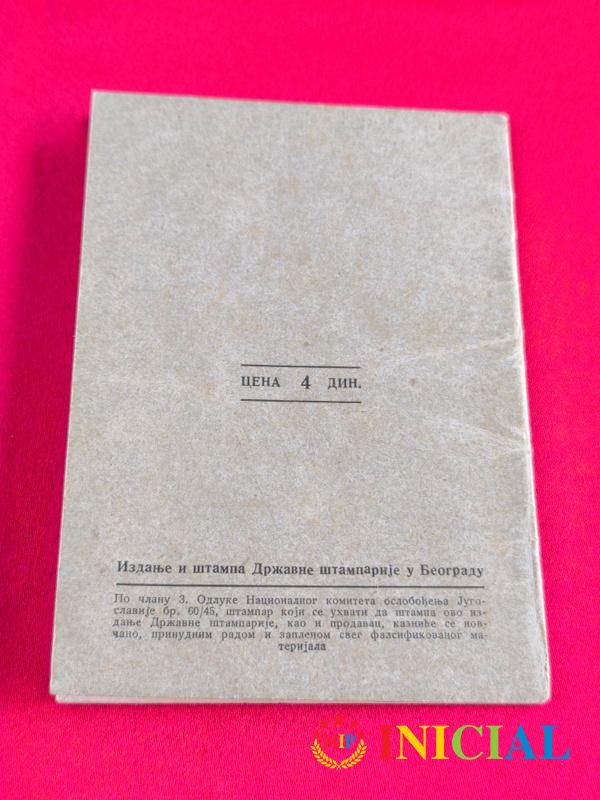 ЦЕНА 4 ДИН.
Издање и штампа Државне штампарије у Београду
По члану 3. Одлуке Националног комитета ослобођења Југо-
славије бр. 60/45, штампар који се ухвати да штампа ово из-
дање Државне штампарије, као и продавац, казниће се нов-
чано, принудним радом и запленом свег фалсификованог ма-
теријала
IP INICIAL